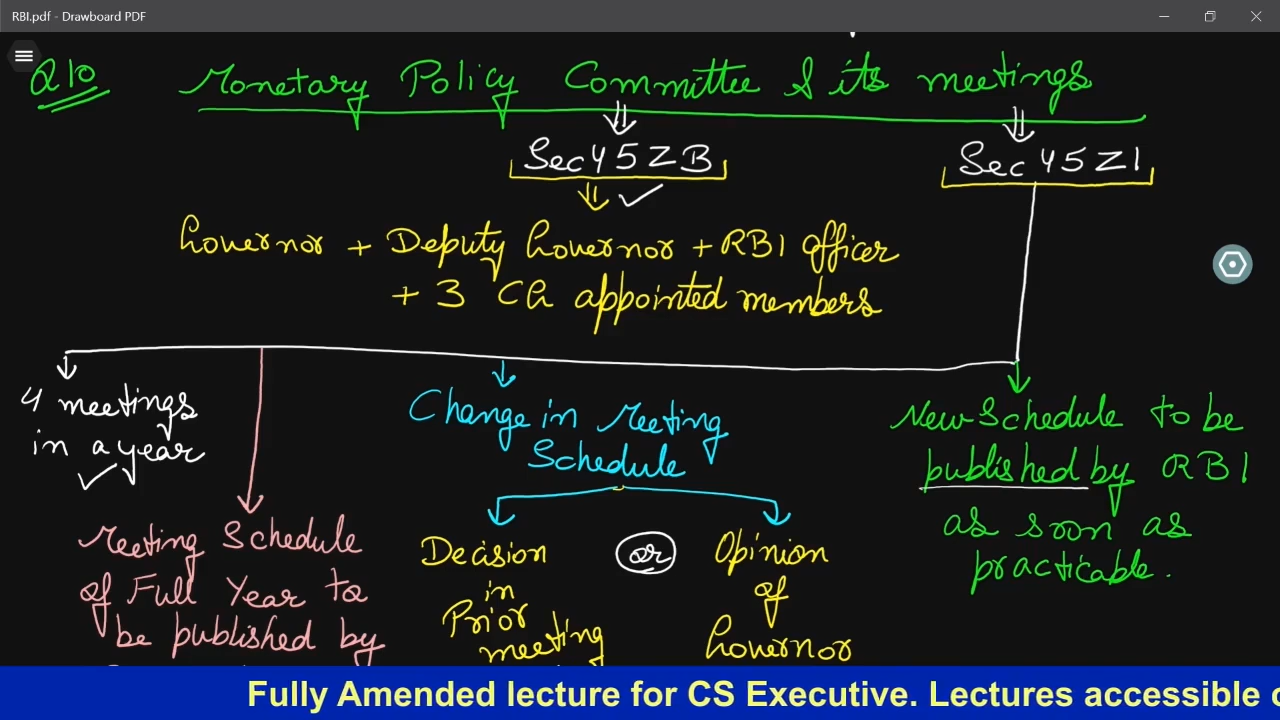 RBI.pdf - Drawboard PDF
Q10 Monetary Policy Committee & its meetings
Sec 45ZB
Sec 45ZI
Governor + Deputy Governor + RBI officer
+ 3 CG appointed members
4 meetings
in a year
Meeting Schedule
of Full Year to
be published by
Change in Meeting
Schedule
Decision
in
Prior
meeting
or
Opinion
of
Governor
New Schedule to be
published by RBI
as soon as
practicable.
Fully Amended lecture for CS Executive. Lectures accessible